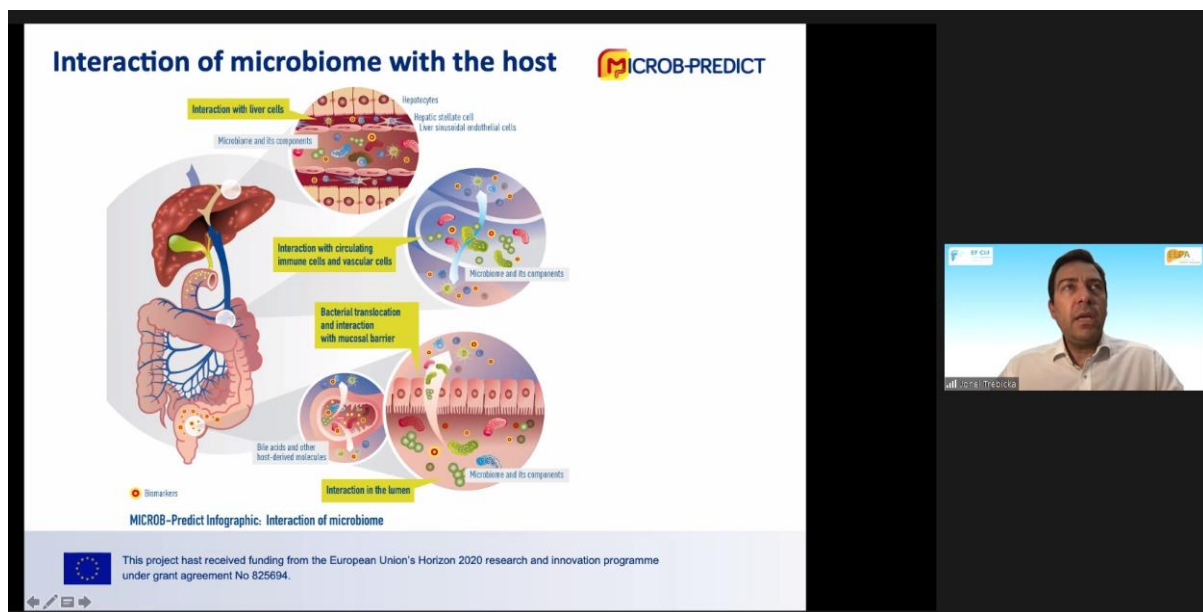 Interaction of microbiome with the host
MICROB-PREDICT
Interaction with liver cells
Hepatocytes
Hepatic stellate cell
Liver sinusoidal endothelial cells
Microbiome and its components
Interaction with circulating
immune cells and vascular cells
Microbiome and its components
Bacterial translocation
and interaction
with mucosal barrier
Bile acids and other
host-derived molecules
Microbiome and its components
Interaction in the lumen
Biomarkers
MICROB-Predict Infographic: Interaction of microbiome
This project hast received funding from the European Union's Horizon 2020 research and innovation programme
under grant agreement No 825694.
EF CLIF
ELPA
Jonel Trebicka